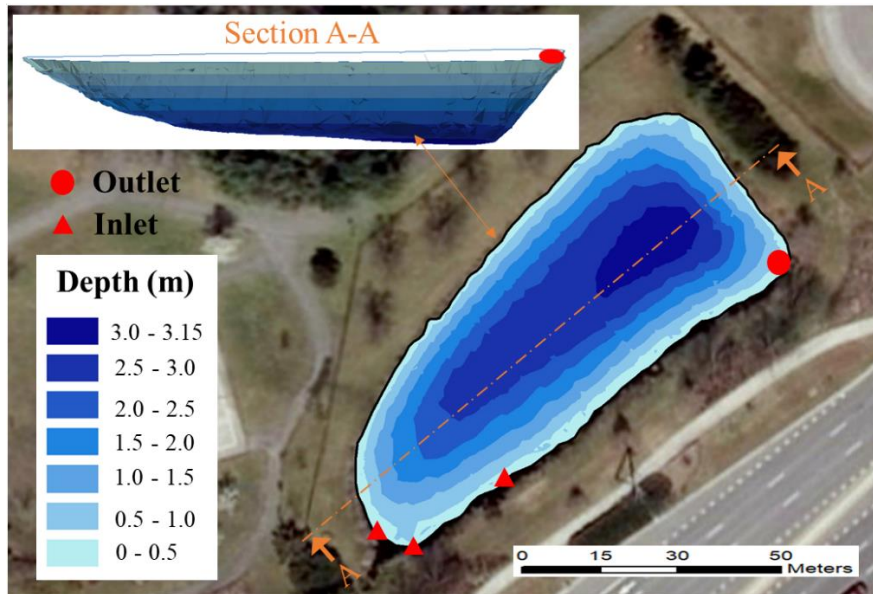 Section A-A
Outlet
Inlet
Depth (m)
3.0 - 3.15
2.5 - 3.0
2.0 - 2.5
1.5 - 2.0
1.0 - 1.5
0.5 - 1.0
0 - 0.5
A
A
0 15 30 50
Meters